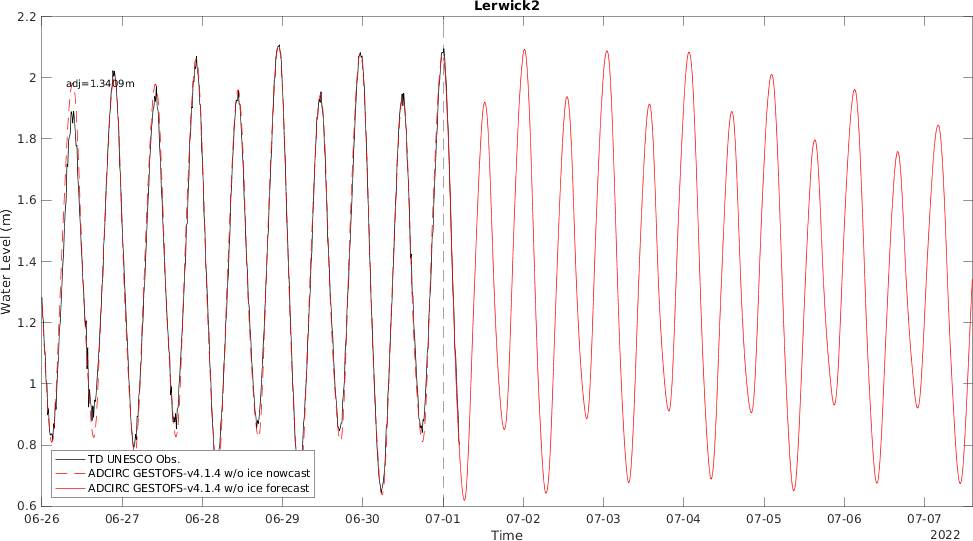 Lerwick2
2.2
2
1.8
1.6
1.4
1.2
1
0.8
0.6
Water Level (m)
adj=1.3409m
TD UNESCO Obs.
ADCIRC GESTOFS-v4.1.4 w/o ice nowcast
ADCIRC GESTOFS-v4.1.4 w/o ice forecast
06-26 06-27 06-28 06-29 06-30 07-01 07-02 07-03 07-04 07-05 07-06 07-07
Time
2022